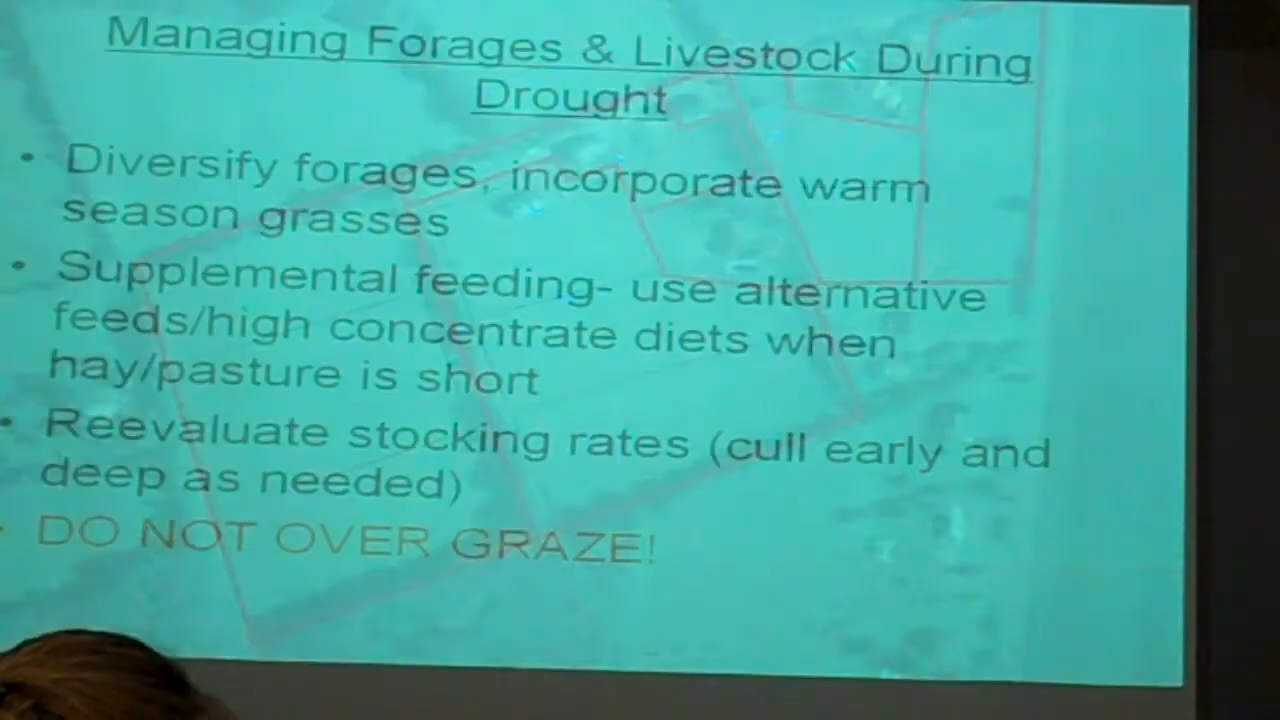 Managing Forages & Livestock During
Drought
• Diversify forages, incorporate warm
season grasses
• Supplemental feeding- use alternative
feeds/high concentrate diets when
hay/pasture is short
• Reevaluate stocking rates (cull early and
deep as needed)
• DO NOT OVER GRAZE!